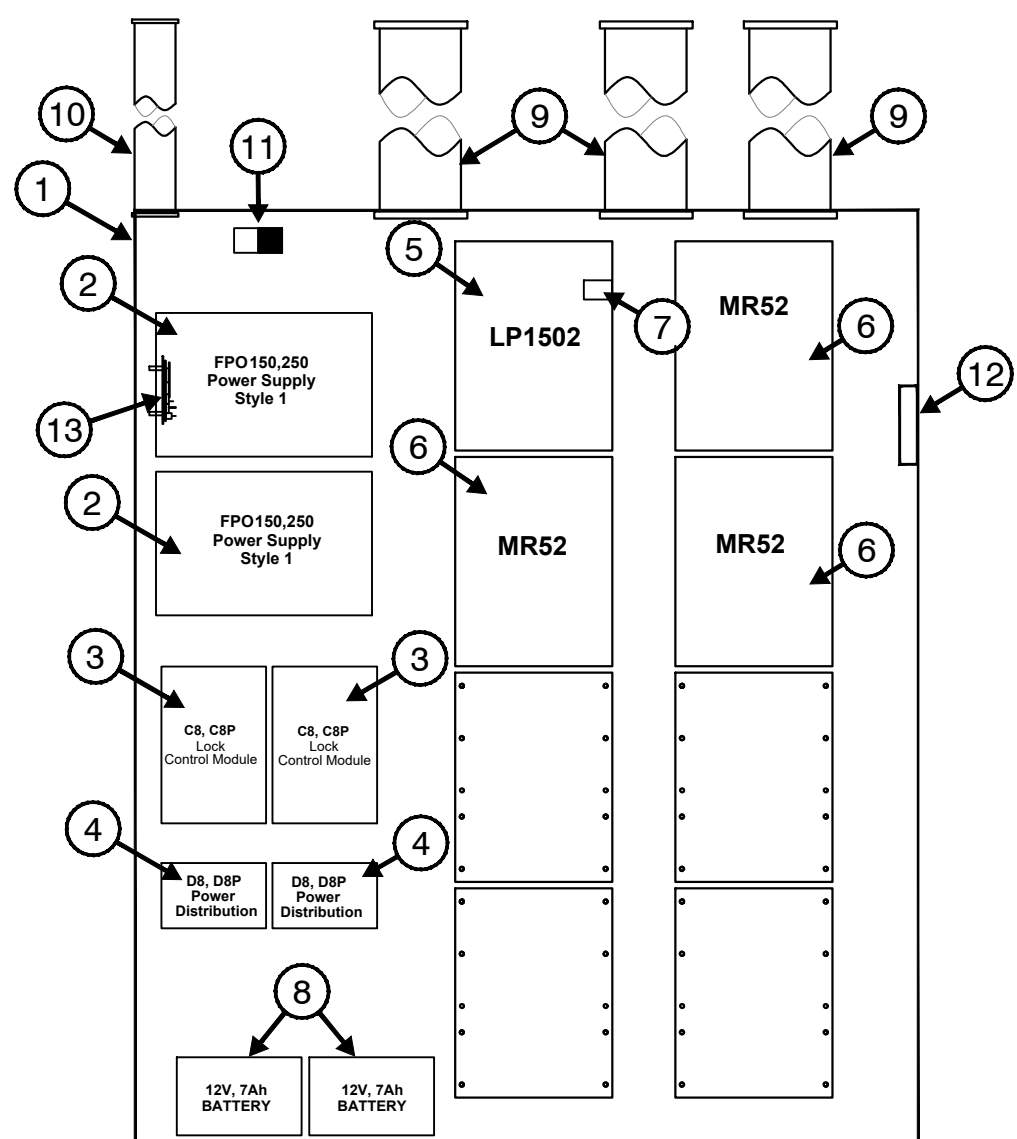 10
9
9
11
1
5
2
7
6
LP1502
MR52
FPO150,250
Power Supply
Style 1
12
13
6
2
FPO150,250
Power Supply
Style 1
MR52
MR52
6
3
3
C8, C8P
Lock
Control Module
C8, C8P
Lock
Control Module
4
4
D8, D8P
Power
Distribution
D8, D8P
Power
Distribution
8
12V, 7Ah
BATTERY
12V, 7Ah
BATTERY